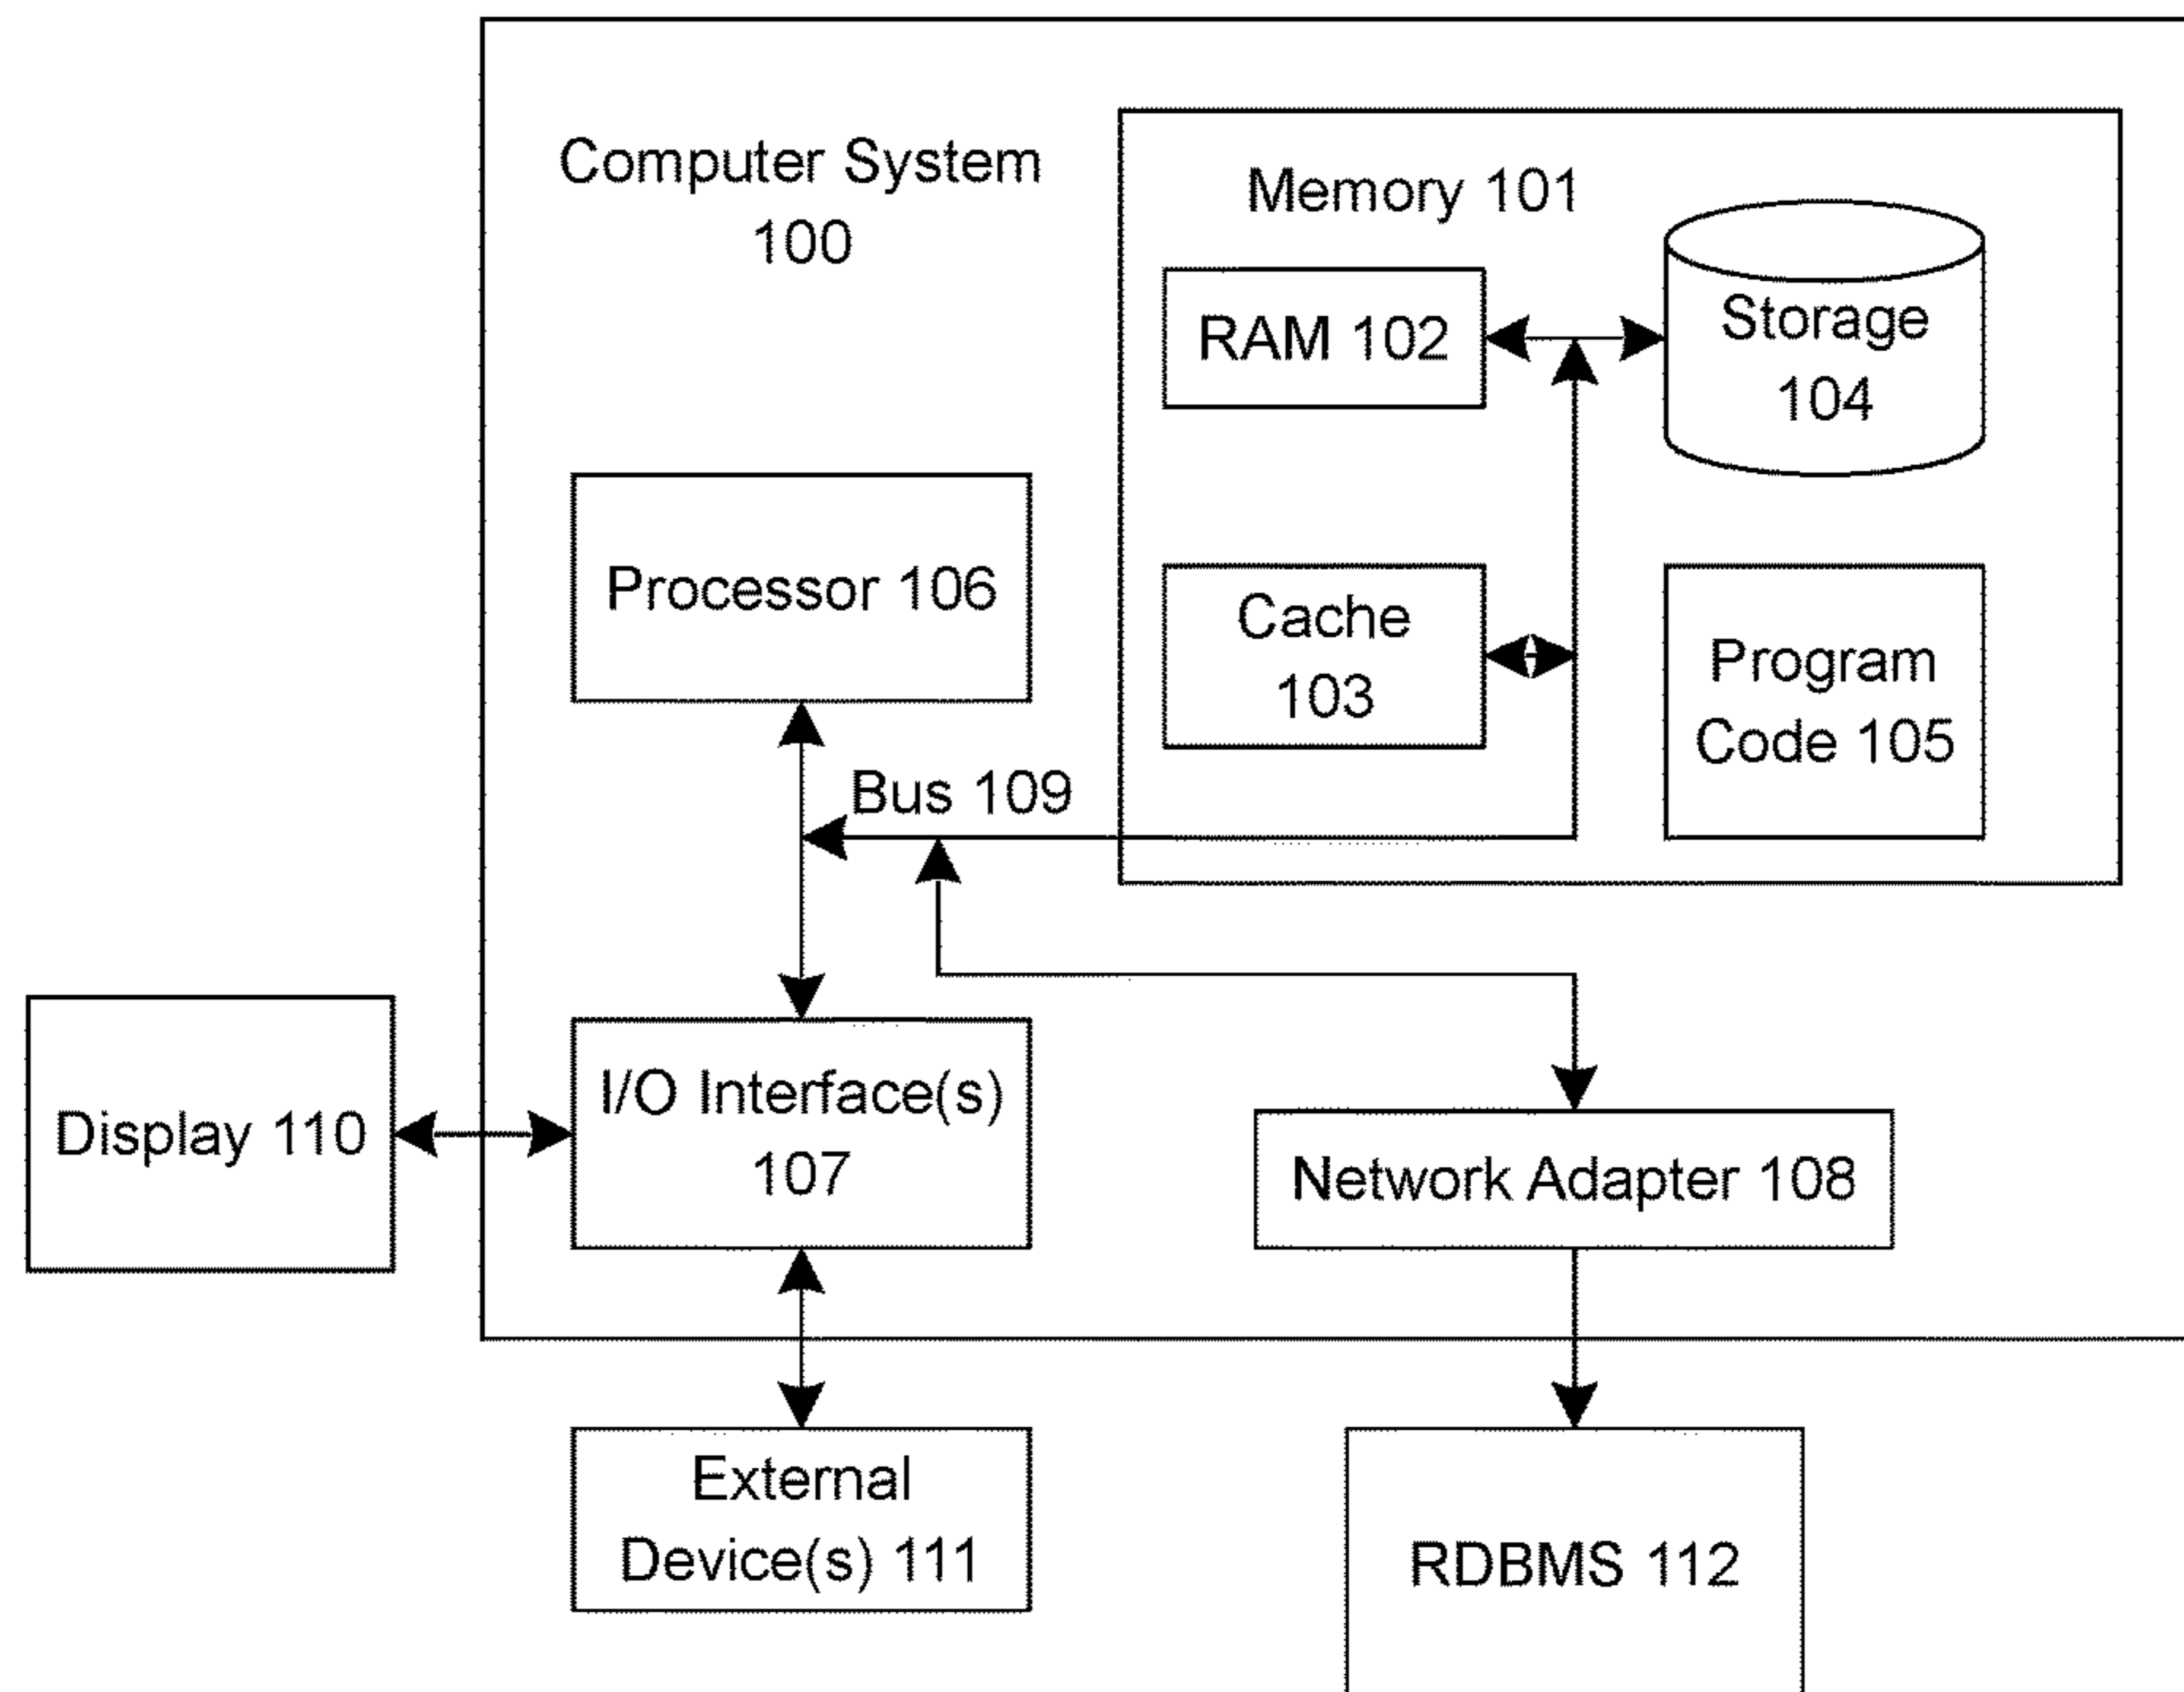 Computer System
100
Memory 101
RAM 102
Storage
104
Processor 106
Cache
103
Program
Code 105
Bus 109
Display 110
I/O Interface(s)
107
Network Adapter 108
External
Device(s) 111
RDBMS 112